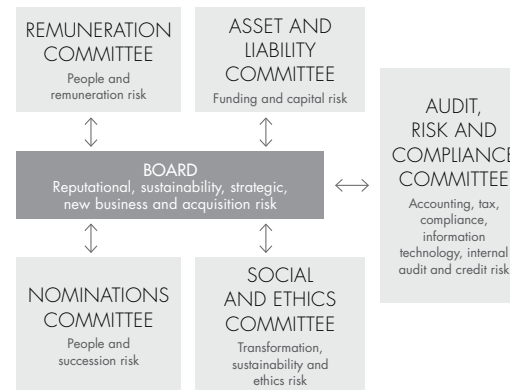 REMUNERATION
COMMITTEE
People and
remuneration risk
ASSET AND
LIABILITY
COMMITTEE
Funding and capital risk
AUDIT,
RISK AND
COMPLIANCE
COMMITTEE
Accounting, tax,
compliance,
information
technology, internal
audit and credit risk
BOARD
Reputational, sustainability, strategic,
new business and acquisition risk
NOMINATIONS
COMMITTEE
People and
succession risk
SOCIAL
AND ETHICS
COMMITTEE
Transformation,
sustainability and
ethics risk